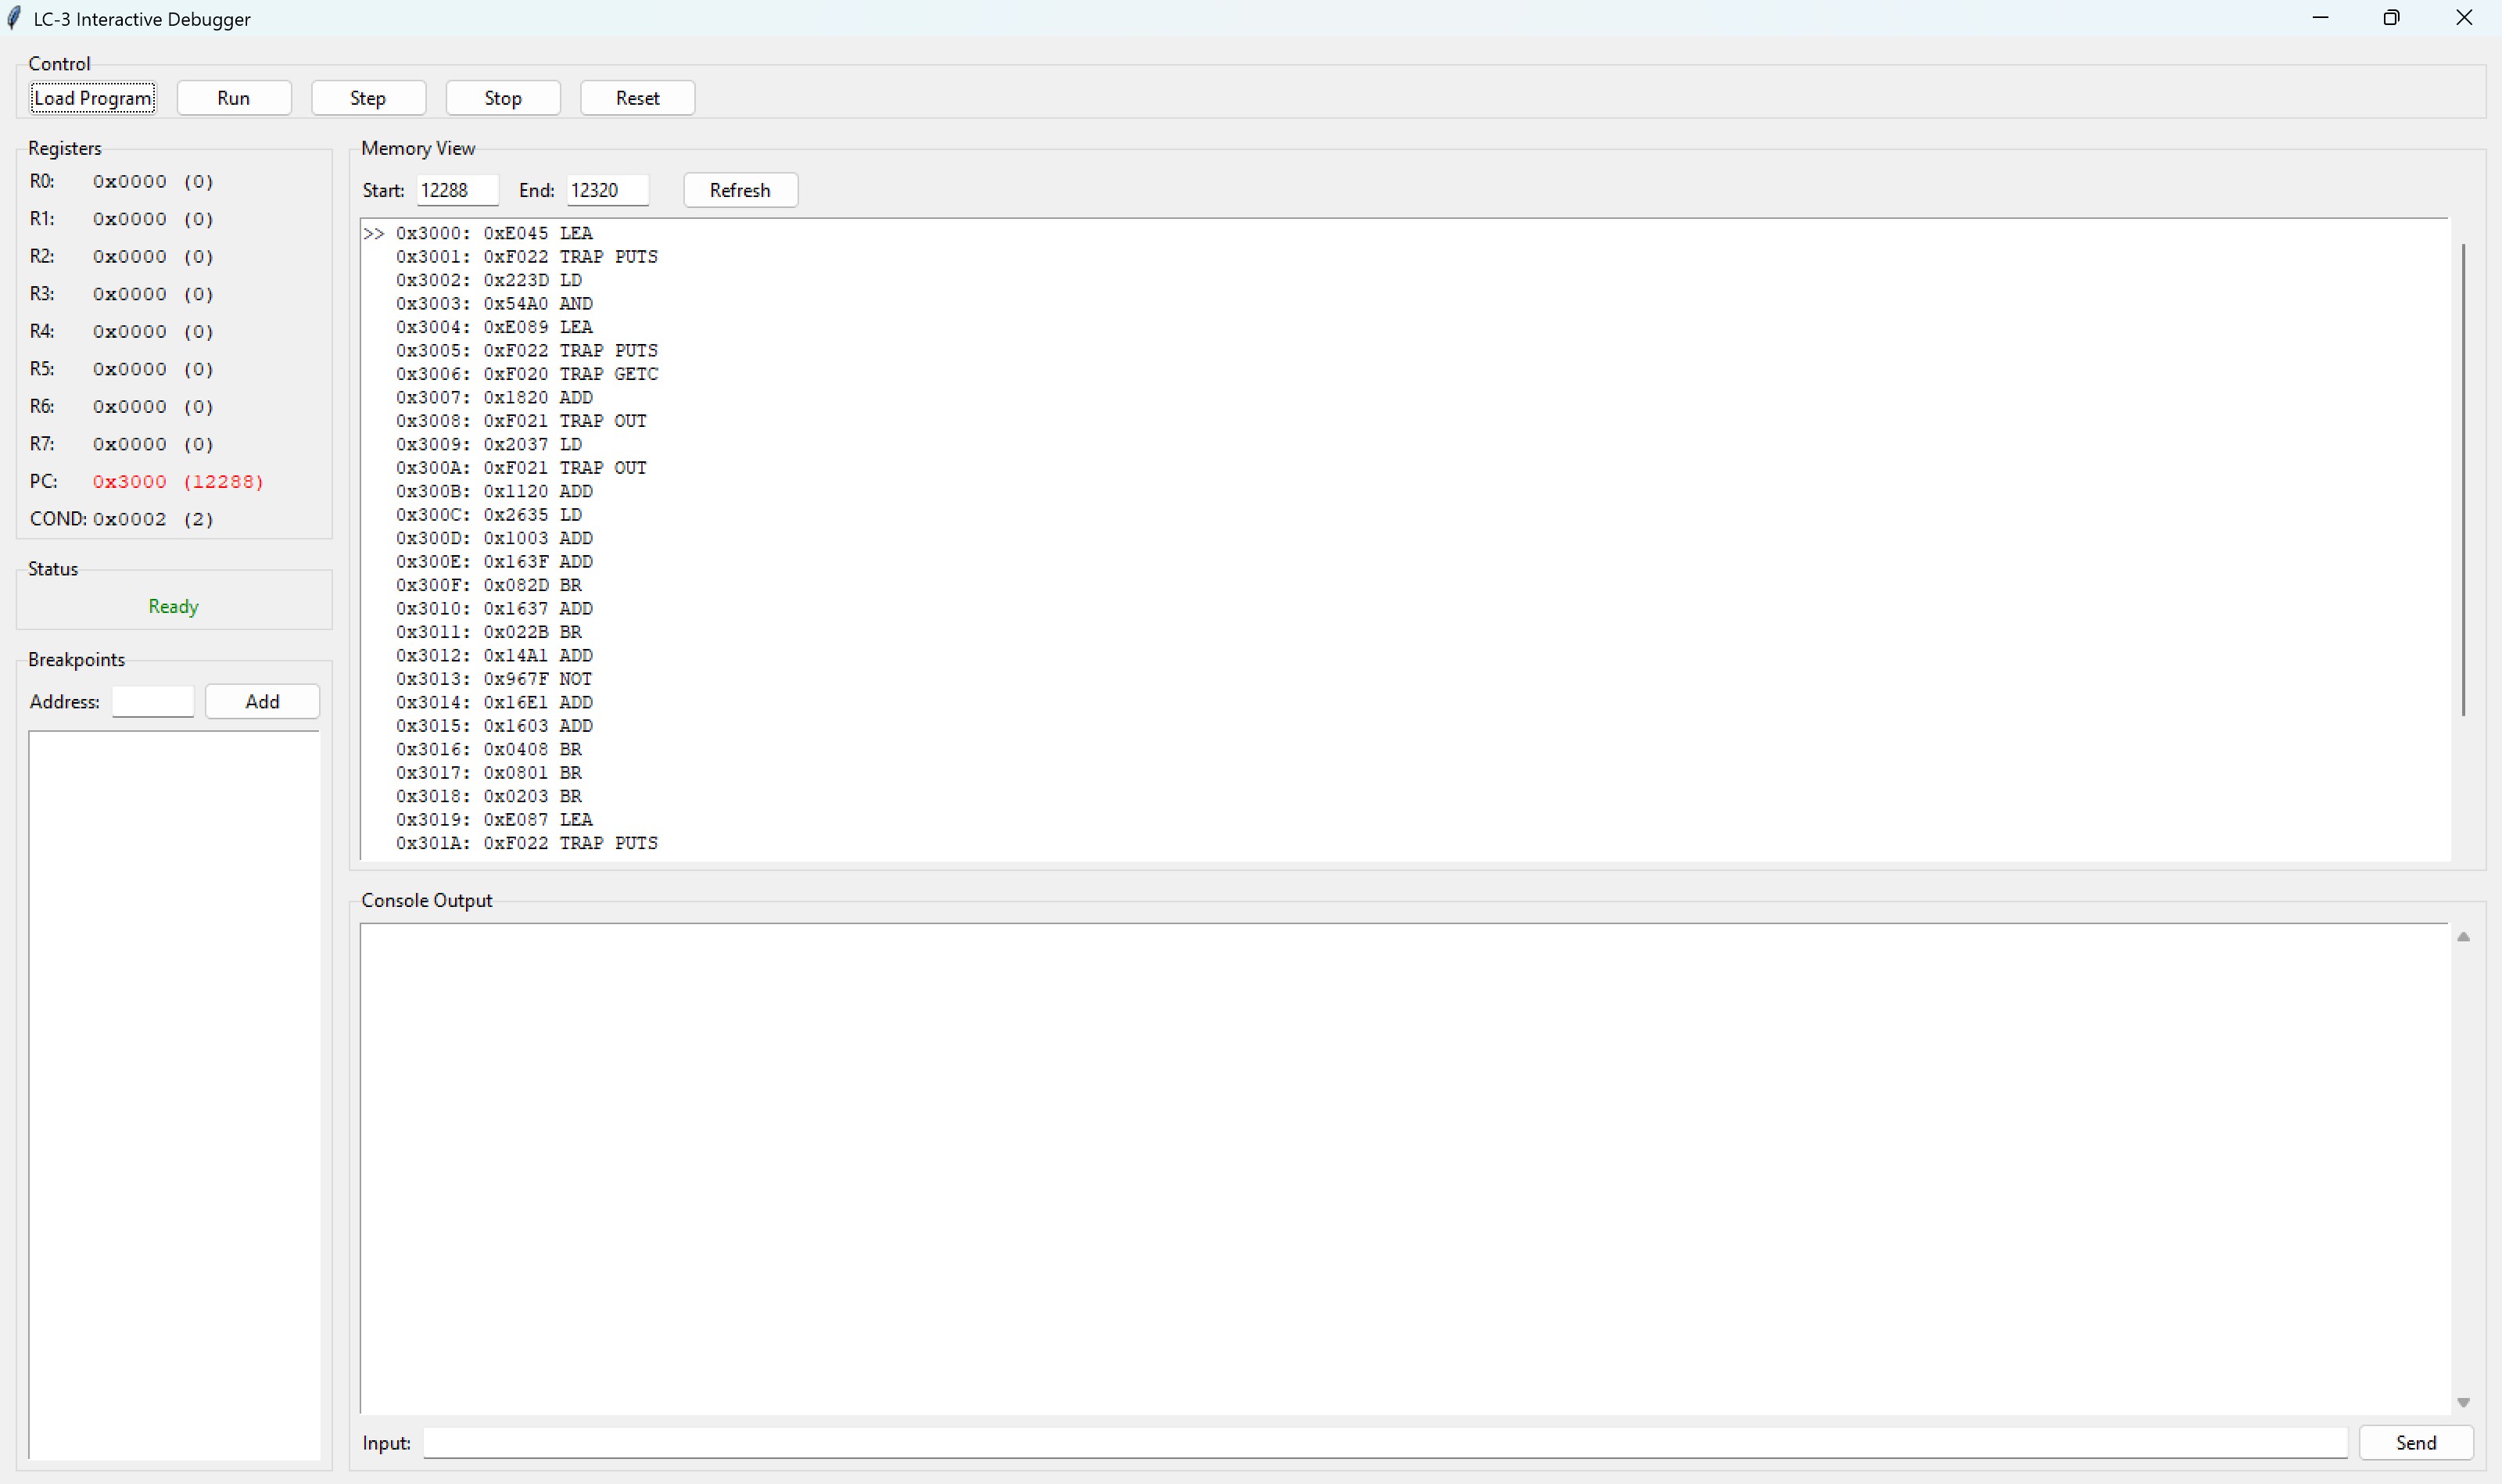 LC-3 Interactive Debugger
Control
Load Program Run Step Stop Reset
Registers
R0: 0x0000 (0)
R1: 0x0000 (0)
R2: 0x0000 (0)
R3: 0x0000 (0)
R4: 0x0000 (0)
R5: 0x0000 (0)
R6: 0x0000 (0)
R7: 0x0000 (0)
PC: 0x3000 (12288)
COND: 0x0002 (2)
Status
Ready
Breakpoints
Address: Add
Memory View
Start: 12288 End: 12320 Refresh
>> 0x3000: 0xE045 LEA
0x3001: 0xF022 TRAP PUTS
0x3002: 0x223D LD
0x3003: 0x54A0 AND
0x3004: 0xE089 LEA
0x3005: 0xF022 TRAP PUTS
0x3006: 0xF020 TRAP GETC
0x3007: 0x1820 ADD
0x3008: 0xF021 TRAP OUT
0x3009: 0x2037 LD
0x300A: 0xF021 TRAP OUT
0x300B: 0x1120 ADD
0x300C: 0x2635 LD
0x300D: 0x1003 ADD
0x300E: 0x163F ADD
0x300F: 0x082D BR
0x3010: 0x1637 ADD
0x3011: 0x022B BR
0x3012: 0x14A1 ADD
0x3013: 0x967F NOT
0x3014: 0x16E1 ADD
0x3015: 0x1603 ADD
0x3016: 0x0408 BR
0x3017: 0x0801 BR
0x3018: 0x0203 BR
0x3019: 0xE087 LEA
0x301A: 0xF022 TRAP PUTS
Console Output
Input: Send